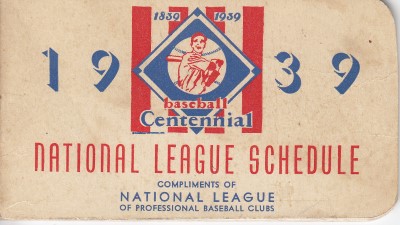 1839 1939
19 39
baseball
Centennial
NATIONAL LEAGUE SCHEDULE
COMPLIMENTS OF
NATIONAL LEAGUE
OF PROFESSIONAL BASEBALL CLUBS